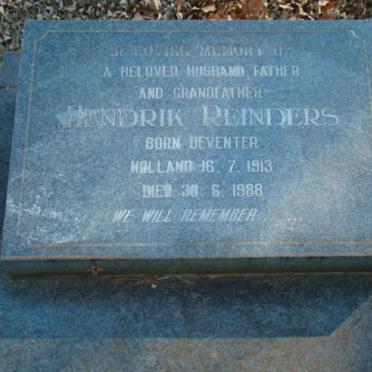 IN LOVING MEMORY OF
A BELOVED HUSBAND, FATHER
AND GRANDFATHER
HENDRIK REINDERS
BORN DEVENTER
HOLLAND 16. 7. 1913
DIED 30. 6. 1988
WE WILL REMEMBER........